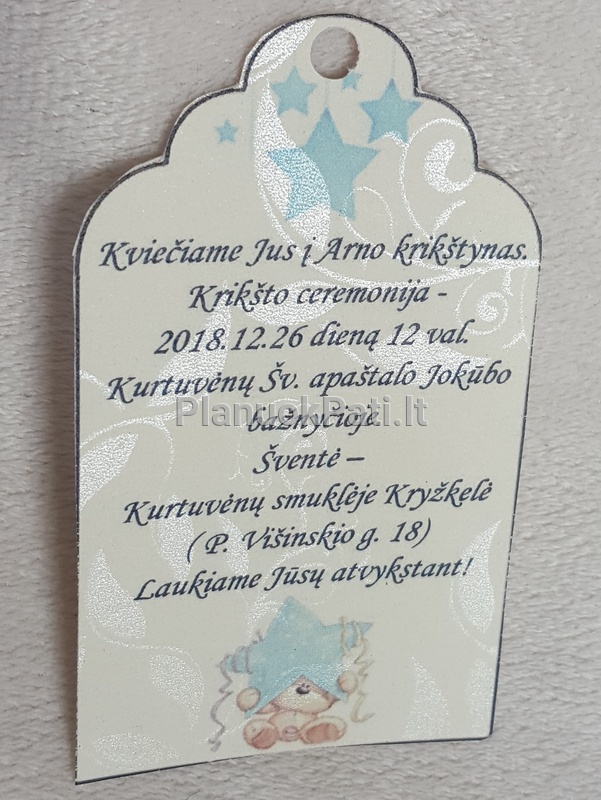 Kviečiame Jus į Arno krikštynas.
Krikšto ceremonija -
2018.12.26 dieną 12 val.
Kurtuvėnų Šv. apaštalo Jokūbo
PlanuokPati.lt
bažnyčioje.
Šventė –
Kurtuvėnų smuklėje Kryžkelė
( P. Višinskio g. 18)
Laukiame Jūsų atvykstant!